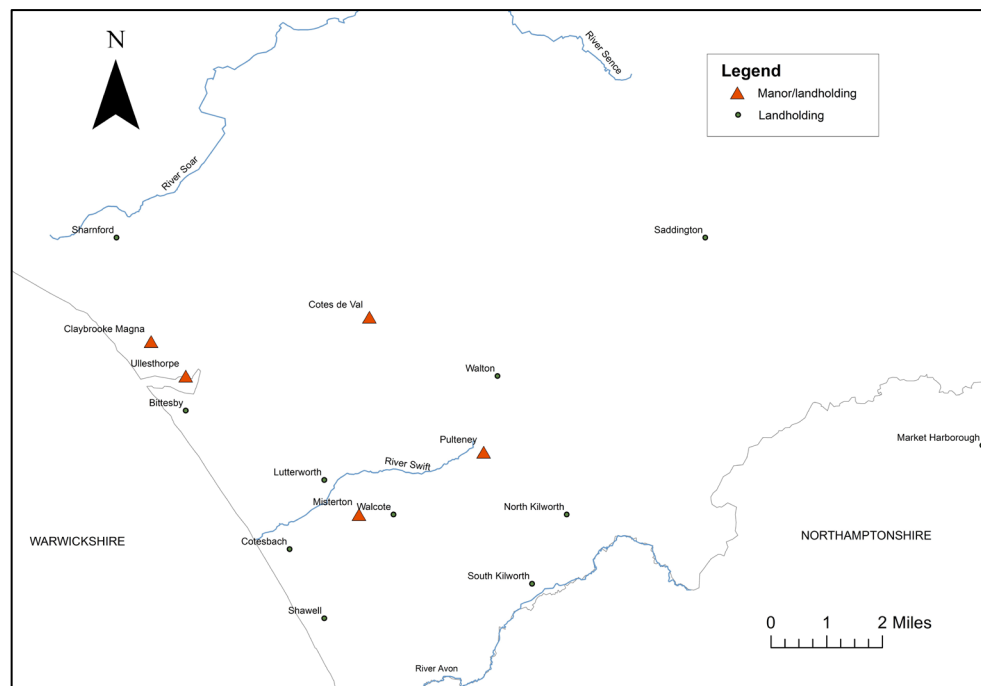 N
River Sence
Legend
Manor/landholding
Landholding
River Soar
Sharnford
Saddington
Cotes de Val
Claybrooke Magna
Ullesthorpe
Walton
Bittesby
Pulteney
Market Harborough
River Swift
Lutterworth
Misterton
Walcote
North Kilworth
WARWICKSHIRE
Cotesbach
NORTHAMPTONSHIRE
South Kilworth
Shawell
0 1 2 Miles
River Avon